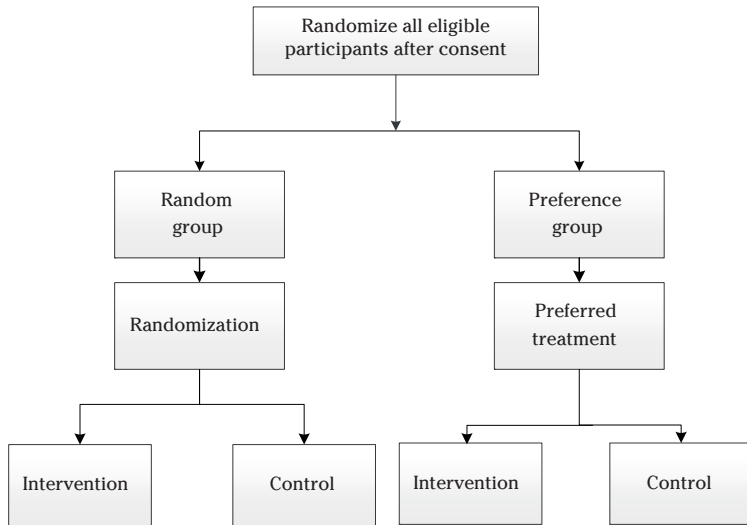 Randomize all eligible
participants after consent
Random
group
Preference
group
Randomization
Preferred
treatment
Intervention
Control
Intervention
Control